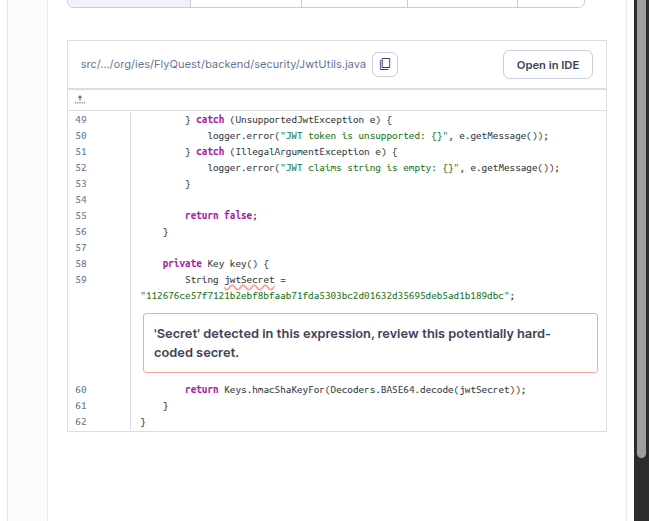 src/.../org/ies/FlyQuest/backend/security/JwtUtils.java
Open in IDE
49 } catch (UnsupportedJwtException e) {
50 logger.error("JWT token is unsupported: {}", e.getMessage());
51 } catch (IllegalArgumentException e) {
52 logger.error("JWT claims string is empty: {}", e.getMessage());
53 }
54
55 return false;
56 }
57
58 private Key key() {
59 String jwtSecret =
"112676ce57f7121b2ebf8bfaab71fda5303bc2d01632d35695deb5ad1b189dbc";
'Secret' detected in this expression, review this potentially hard-
coded secret.
60 return Keys.hmacShaKeyFor(Decoders.BASE64.decode(jwtSecret));
61 }
62 }